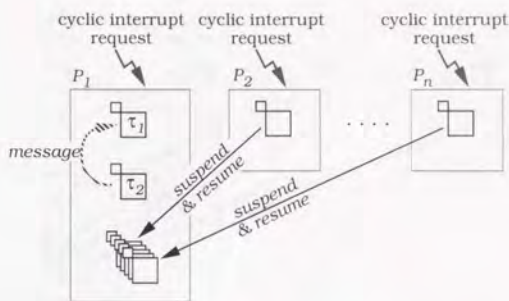 cyclic interrupt
request
cyclic interrupt
request
cyclic interrupt
request
P1
P2
Pn
τ1
. . . .
message
τ2
suspend
& resume
suspend
& resume